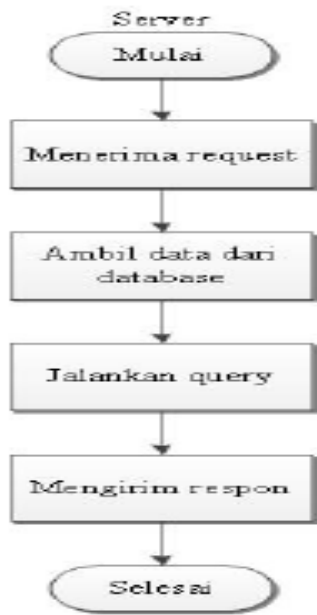 Server
Mulai
Menerima request
Ambil data dari
database
Jalankan query
Mengirim respon
Selesai